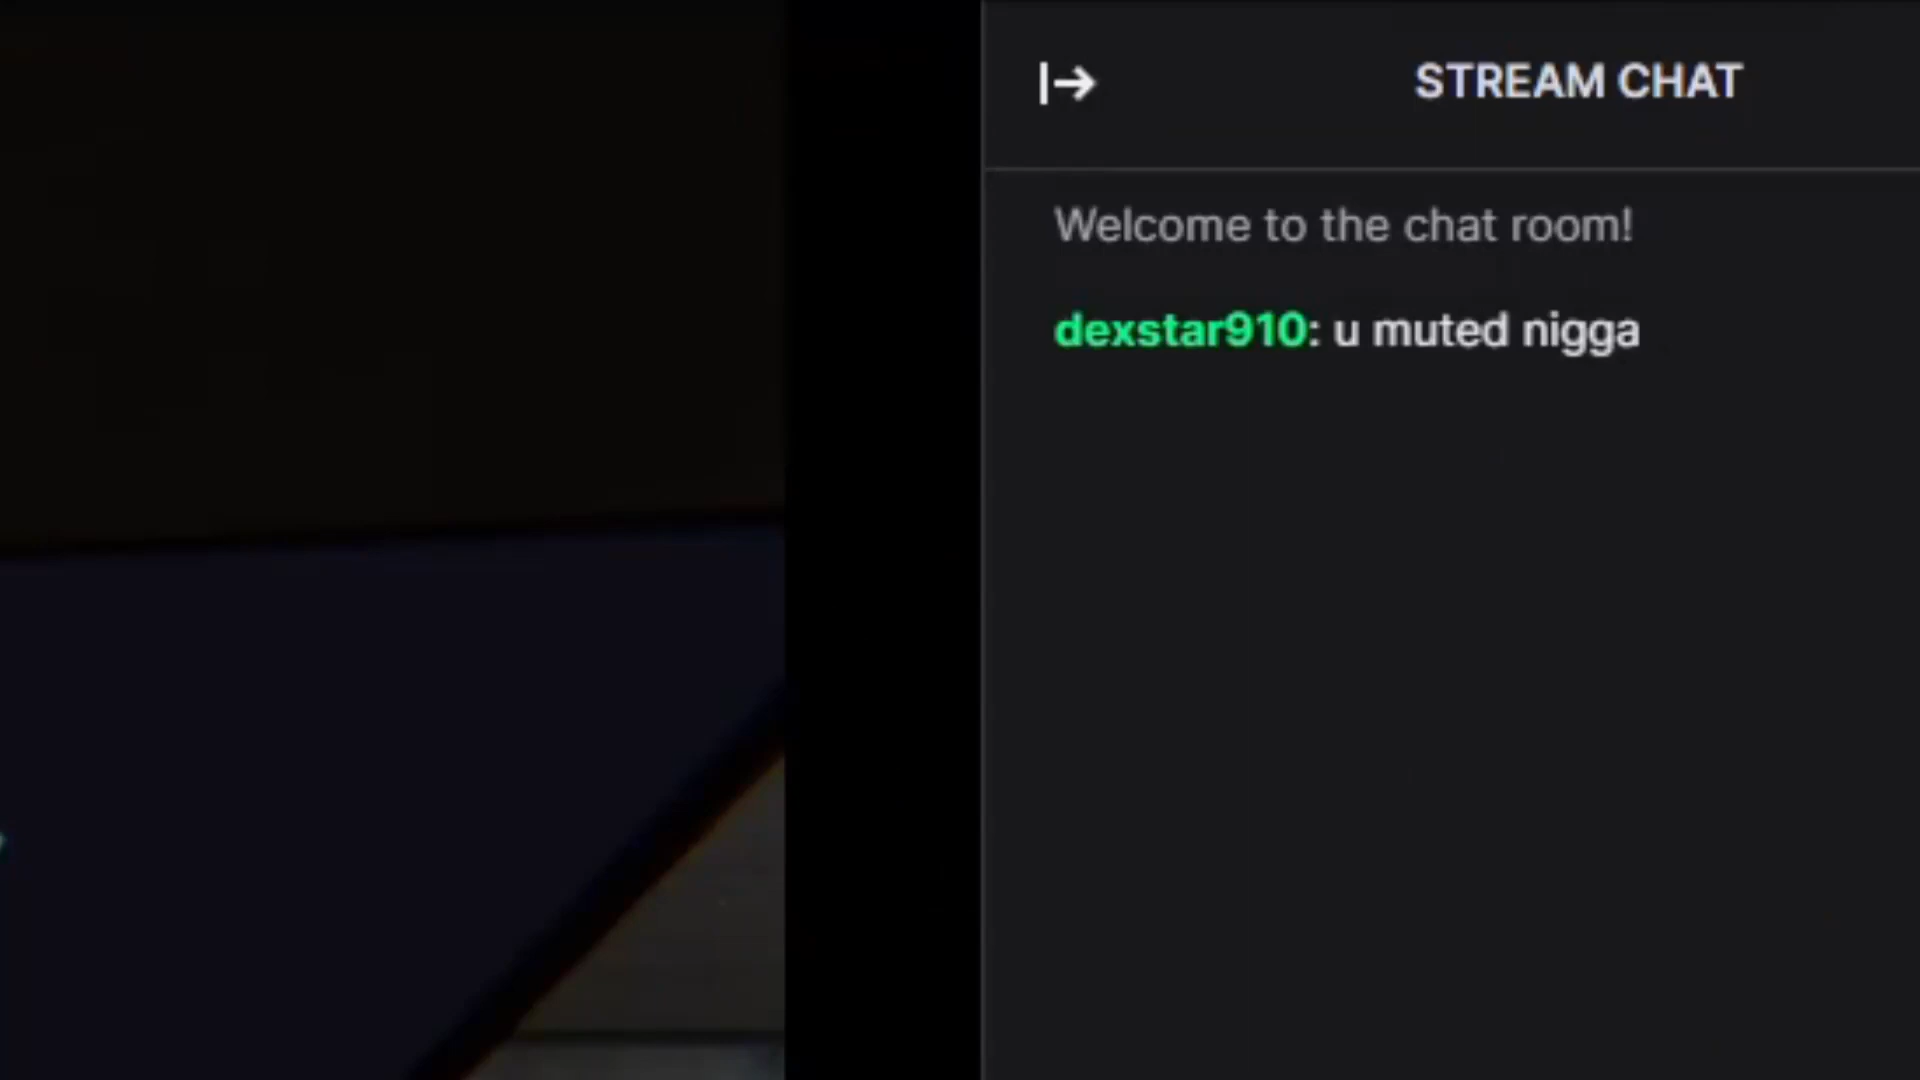 STREAM CHAT
Welcome to the chat room!
dexstar910: u muted nigga